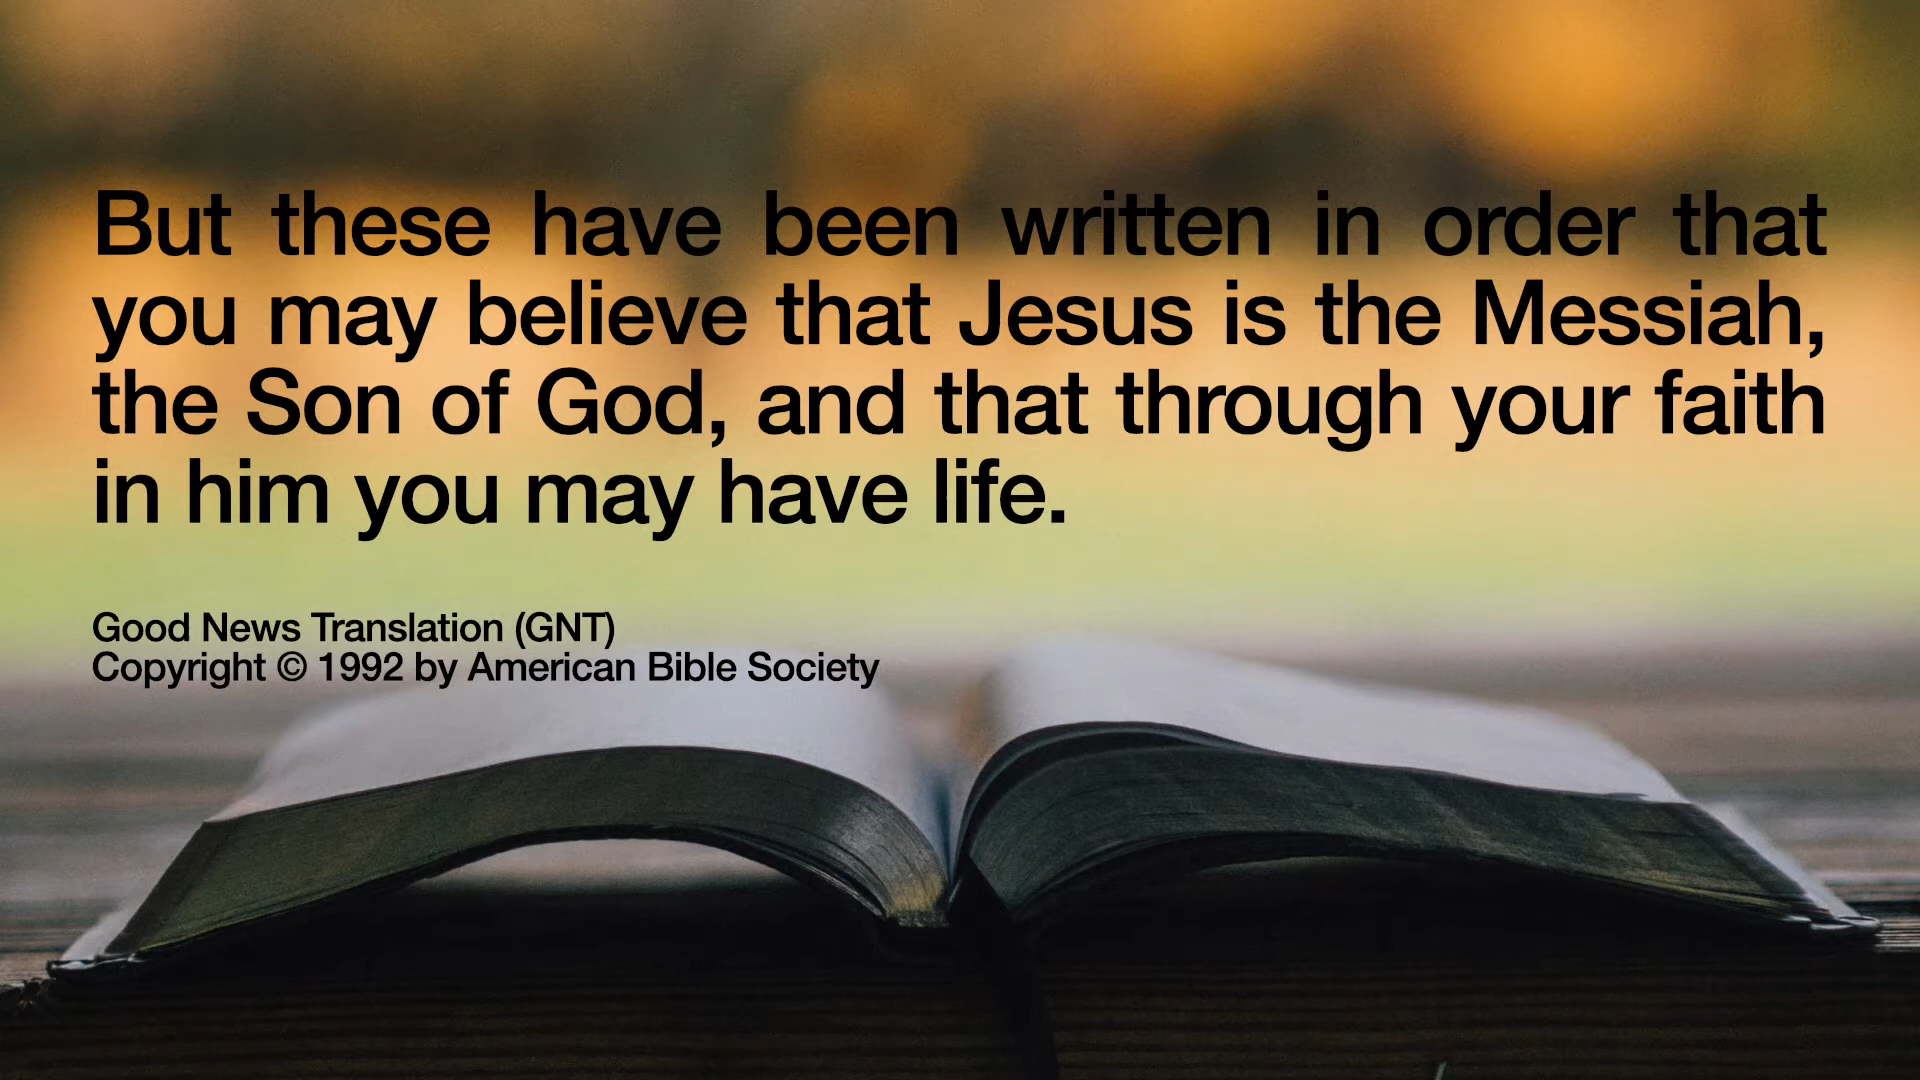 But these have been written in order that
you may believe that Jesus is the Messiah,
the Son of God, and that through your faith
in him you may have life.
Good News Translation (GNT)
Copyright © 1992 by American Bible Society